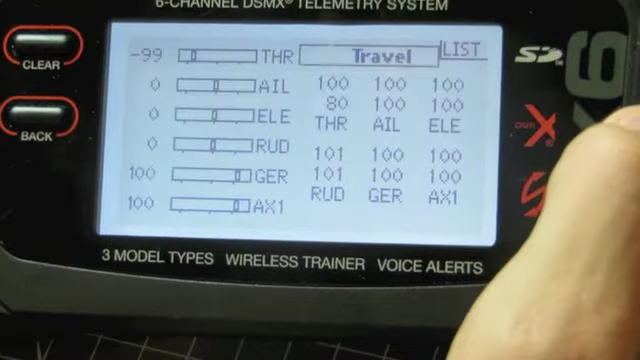 6-CHANNEL DSMX® TELEMETRY SYSTEM
CLEAR
BACK
-99 THR
0 AIL
0 ELE
0 RUD
100 GER
100 AX1
Travel
LIST
100 100 100
80 100 100
THR AIL ELE
101 100 100
101 100 100
RUD GER AX1
SD
6
3 MODEL TYPES WIRELESS TRAINER VOICE ALERTS